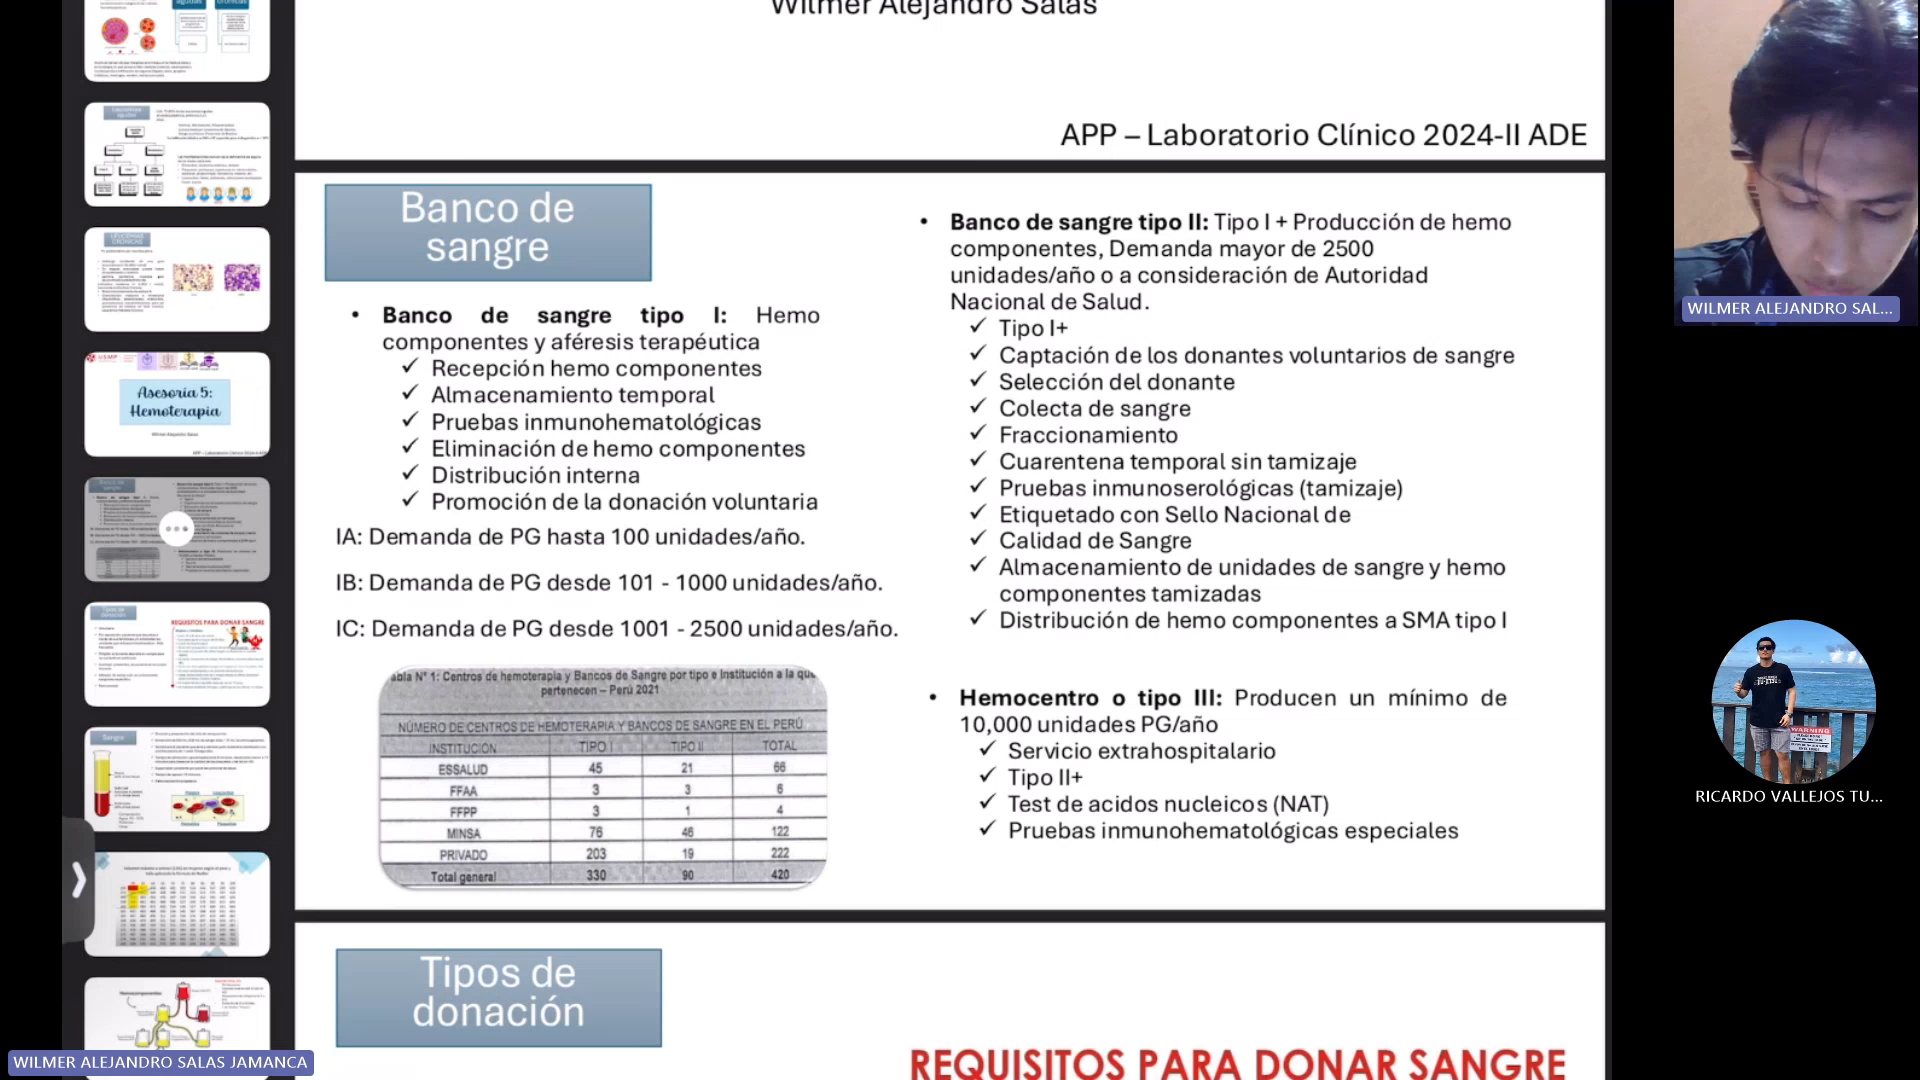 Wilmer Alejandro Salas
APP – Laboratorio Clínico 2024-II ADE
Banco de
sangre
• Banco de sangre tipo I: Hemo
componentes y aféresis terapéutica
✓ Recepción hemo componentes
✓ Almacenamiento temporal
✓ Pruebas inmunohematológicas
✓ Eliminación de hemo componentes
✓ Distribución interna
✓ Promoción de la donación voluntaria
IA: Demanda de PG hasta 100 unidades/año.
IB: Demanda de PG desde 101 - 1000 unidades/año.
IC: Demanda de PG desde 1001 - 2500 unidades/año.
abla N° 1: Centros de hemoterapia y Bancos de Sangre por tipo e Institución a la que
pertenecen – Perú 2021
NÚMERO DE CENTROS DE HEMOTERAPIA Y BANCOS DE SANGRE EN EL PERÚ
INSTITUCIÓN TIPO I TIPO II TOTAL
ESSALUD 45 21 66
FFAA 3 3 6
FFPP 3 1 4
MINSA 76 46 122
PRIVADO 203 19 222
Total general 330 90 420
• Banco de sangre tipo II: Tipo I + Producción de hemo
componentes, Demanda mayor de 2500
unidades/año o a consideración de Autoridad
Nacional de Salud.
✓ Tipo I+
✓ Captación de los donantes voluntarios de sangre
✓ Selección del donante
✓ Colecta de sangre
✓ Fraccionamiento
✓ Cuarentena temporal sin tamizaje
✓ Pruebas inmunoserológicas (tamizaje)
✓ Etiquetado con Sello Nacional de
✓ Calidad de Sangre
✓ Almacenamiento de unidades de sangre y hemo
componentes tamizadas
✓ Distribución de hemo componentes a SMA tipo I
• Hemocentro o tipo III: Producen un mínimo de
10,000 unidades PG/año
✓ Servicio extrahospitalario
✓ Tipo II+
✓ Test de acidos nucleicos (NAT)
✓ Pruebas inmunohematológicas especiales
Tipos de
donación
REQUISITOS PARA DONAR SANGRE
Asesoría 5:
Hemoterapia
Wilmer Alejandro Salas
REQUISITOS PARA DONAR SANGRE
Sangre
WILMER ALEJANDRO SAL...
WARNING
RICARDO VALLEJOS TU...
WILMER ALEJANDRO SALAS JAMANCA